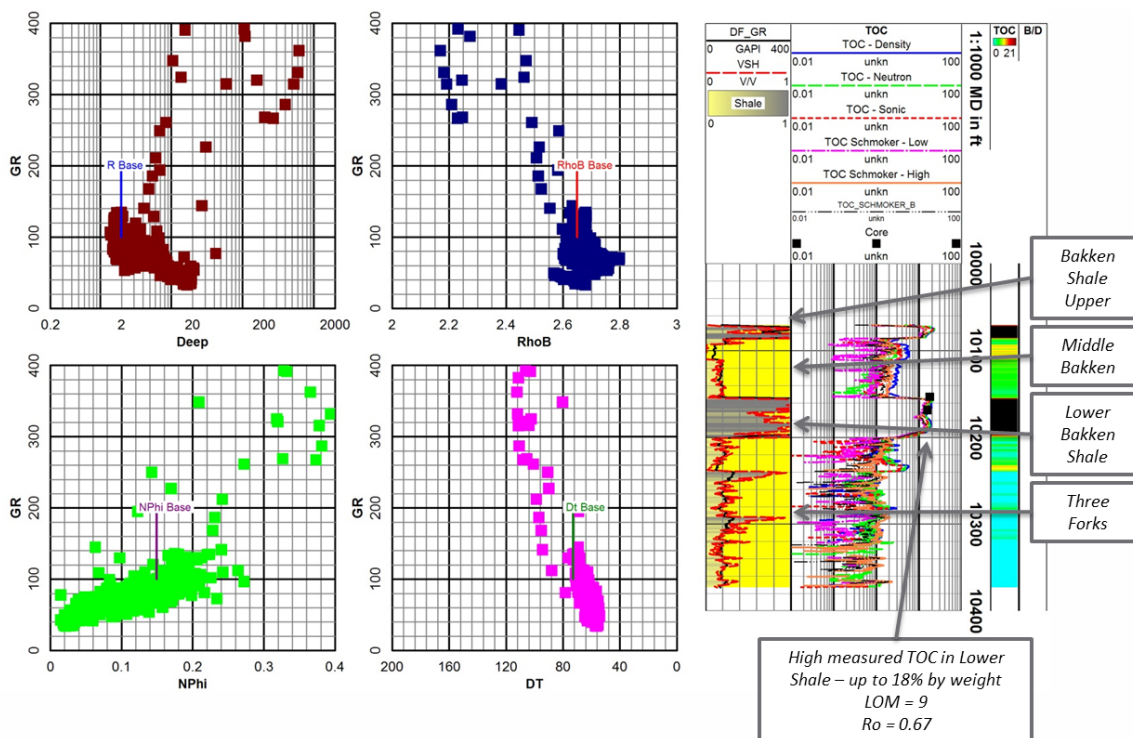 400
300
200
100
0
GR
R Base
0.2 2 20 200 2000
Deep
400
300
200
100
0
GR
RhoB Base
2 2.2 2.4 2.6 2.8 3
RhoB
400
300
200
100
0
GR
NPhi Base
0 0.1 0.2 0.3 0.4
NPhi
400
300
200
100
0
GR
Dt Base
200 160 120 80 40 0
DT
DF_GR
0 GAPI 400
VSH
0 V/V 1
Shale
0 1
TOC
TOC - Density
0.01 unkn 100
TOC - Neutron
0.01 unkn 100
TOC - Sonic
0.01 unkn 100
TOC Schmoker - Low
0.01 unkn 100
TOC Schmoker - High
0.01 unkn 100
TOC_SCHMOKER_B
0.01 unkn 100
Core
0.01 unkn 100
1:1000 MD in ft
TOC B/D
0 21
10000
10100
10200
10300
10400
Bakken
Shale
Upper
Middle
Bakken
Lower
Bakken
Shale
Three
Forks
High measured TOC in Lower
Shale – up to 18% by weight
LOM = 9
Ro = 0.67